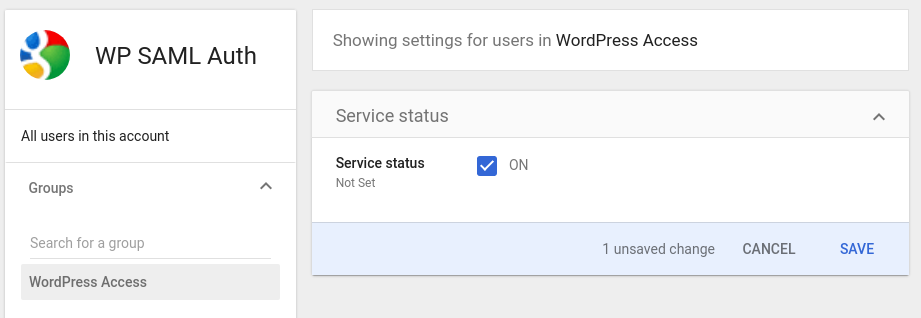 WP SAML Auth
All users in this account
Groups
Search for a group
WordPress Access
Showing settings for users in WordPress Access
Service status
Service status
ON
Not Set
1 unsaved change
CANCEL
SAVE